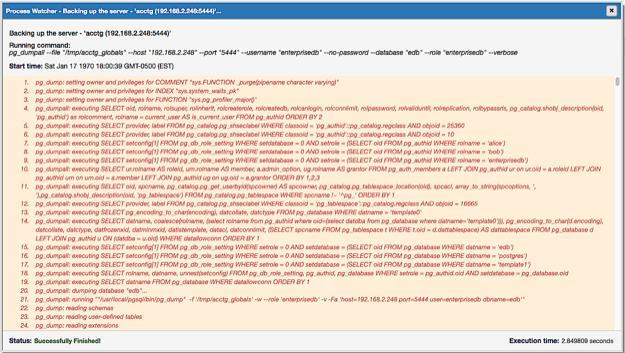 Process Watcher - Backing up the server - 'acctg (192.168.2.248:5444)'...
Backing up the server - 'acctg (192.168.2.248:5444)'
Running command:
pg_dumpall --file "/tmp/acctg_globals" --host "192.168.2.248" --port "5444" --username "enterprisedb" --no-password --database "edb" --role "enterprisedb" --verbose
Start time: Sat Jan 17 1970 18:00:39 GMT-0500 (EST)
1. pg_dump: setting owner and privileges for COMMENT "sys.FUNCTION _purge(pipename character varying)"
2. pg_dump: setting owner and privileges for INDEX "sys.system_waits_pk"
3. pg_dump: setting owner and privileges for FUNCTION "sys.pg_profiler_major()"
4. pg_dumpall: executing SELECT oid, rolname, rolsuper, rolinherit, rolcreaterole, rolcreatedb, rolcanlogin, rolconnlimit, rolpassword, rolvaliduntil, rolreplication, rolbypassrls, pg_catalog.shobj_description(oid,
'pg_authid') as rolcomment, rolname = current_user AS is_current_user FROM pg_authid ORDER BY 2
5. pg_dumpall: executing SELECT provider, label FROM pg_catalog.pg_shseclabel WHERE classoid = 'pg_authid'::pg_catalog.regclass AND objoid = 25360
6. pg_dumpall: executing SELECT provider, label FROM pg_catalog.pg_shseclabel WHERE classoid = 'pg_authid'::pg_catalog.regclass AND objoid = 10
7. pg_dumpall: executing SELECT setconfig[1] FROM pg_db_role_setting WHERE setdatabase = 0 AND setrole = (SELECT oid FROM pg_authid WHERE rolname = 'alice')
8. pg_dumpall: executing SELECT setconfig[1] FROM pg_db_role_setting WHERE setdatabase = 0 AND setrole = (SELECT oid FROM pg_authid WHERE rolname = 'bob')
9. pg_dumpall: executing SELECT setconfig[1] FROM pg_db_role_setting WHERE setdatabase = 0 AND setrole = (SELECT oid FROM pg_authid WHERE rolname = 'enterprisedb')
10. pg_dumpall: executing SELECT ur.rolname AS roleid, um.rolname AS member, a.admin_option, ug.rolname AS grantor FROM pg_auth_members a LEFT JOIN pg_authid ur on ur.oid = a.roleid LEFT JOIN
pg_authid um on um.oid = a.member LEFT JOIN pg_authid ug on ug.oid = a.grantor ORDER BY 1,2,3
11. pg_dumpall: executing SELECT oid, spcname, pg_catalog.pg_get_userbyid(spcowner) AS spcowner, pg_catalog.pg_tablespace_location(oid), spcacl, array_to_string(spcoptions, ',
'),pg_catalog.shobj_description(oid, 'pg_tablespace') FROM pg_catalog.pg_tablespace WHERE spcname !~ '^pg_' ORDER BY 1
12. pg_dumpall: executing SELECT provider, label FROM pg_catalog.pg_shseclabel WHERE classoid = 'pg_tablespace'::pg_catalog.regclass AND objoid = 16665
13. pg_dumpall: executing SELECT pg_encoding_to_char(encoding), datcollate, datctype FROM pg_database WHERE datname = 'template0'
14. pg_dumpall: executing SELECT datname, coalesce(rolname, (select rolname from pg_authid where oid=(select datdba from pg_database where datname='template0'))), pg_encoding_to_char(d.encoding),
datcollate, datctype, datfrozenxid, datminmxid, datistemplate, datacl, datconnlimit, (SELECT spcname FROM pg_tablespace t WHERE t.oid = d.dattablespace) AS dattablespace FROM pg_database d
LEFT JOIN pg_authid u ON (datdba = u.oid) WHERE datallowconn ORDER BY 1
15. pg_dumpall: executing SELECT setconfig[1] FROM pg_db_role_setting WHERE setrole = 0 AND setdatabase = (SELECT oid FROM pg_database WHERE datname = 'edb')
16. pg_dumpall: executing SELECT setconfig[1] FROM pg_db_role_setting WHERE setrole = 0 AND setdatabase = (SELECT oid FROM pg_database WHERE datname = 'postgres')
17. pg_dumpall: executing SELECT setconfig[1] FROM pg_db_role_setting WHERE setrole = 0 AND setdatabase = (SELECT oid FROM pg_database WHERE datname = 'template1')
18. pg_dumpall: executing SELECT rolname, datname, unnest(setconfig) FROM pg_db_role_setting, pg_authid, pg_database WHERE setrole = pg_authid.oid AND setdatabase = pg_database.oid
19. pg_dumpall: executing SELECT datname FROM pg_database WHERE datallowconn ORDER BY 1
20. pg_dumpall: dumping database "edb"...
21. pg_dumpall: running ""/usr/local/pgsql/bin/pg_dump" -f '/tmp/acctg_globals' -w --role 'enterprisedb' -v -Fa 'host=192.168.2.248 port=5444 user=enterprisedb dbname=edb'"
22. pg_dump: reading schemas
23. pg_dump: reading user-defined tables
24. pg_dump: reading extensions
Status: Successfully Finished!
Execution time: 2.849809 seconds